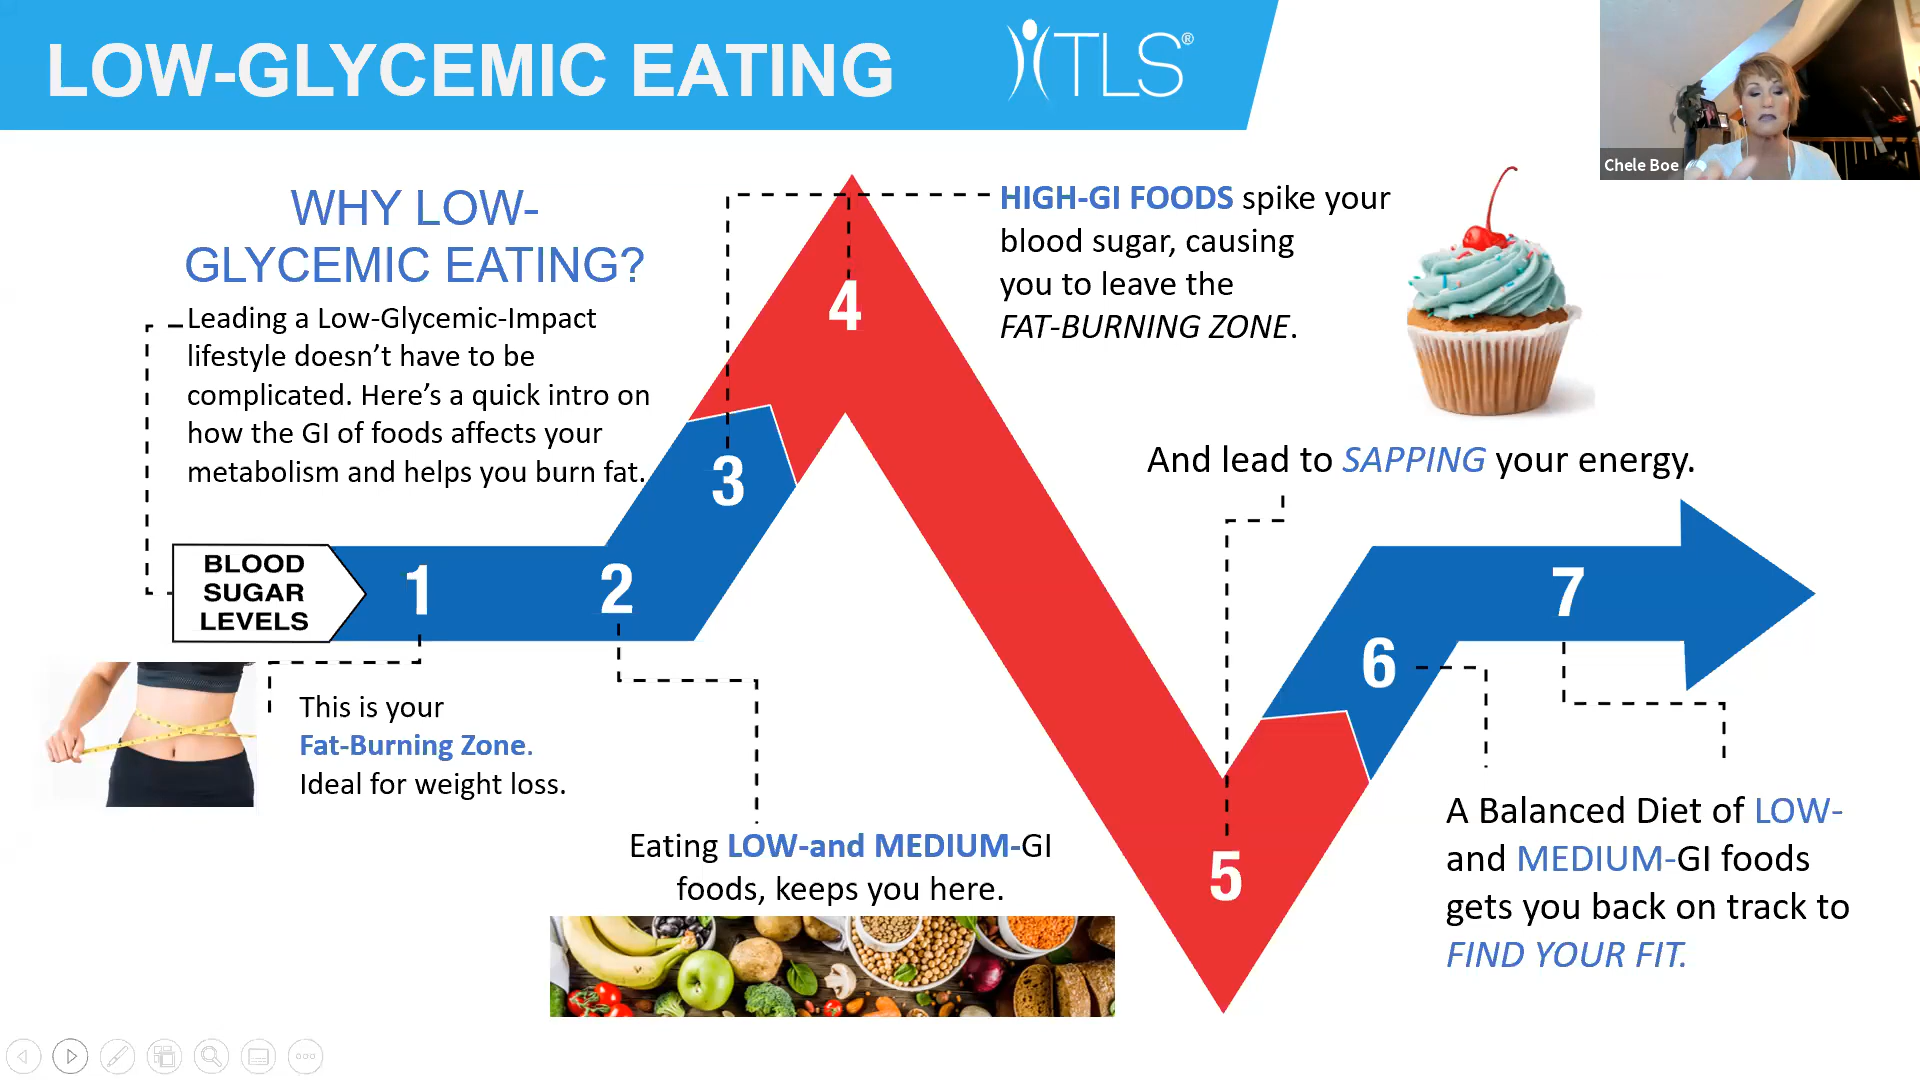 LOW-GLYCEMIC EATING
TLS®
Chele Boe
WHY LOW-
GLYCEMIC EATING?
Leading a Low-Glycemic-Impact
lifestyle doesn’t have to be
complicated. Here’s a quick intro on
how the GI of foods affects your
metabolism and helps you burn fat.
HIGH-GI FOODS spike your
blood sugar, causing
you to leave the
FAT-BURNING ZONE.
And lead to SAPPING your energy.
BLOOD
SUGAR
LEVELS
1
2
3
4
5
6
7
This is your
Fat-Burning Zone.
Ideal for weight loss.
Eating LOW-and MEDIUM-GI
foods, keeps you here.
A Balanced Diet of LOW-
and MEDIUM-GI foods
gets you back on track to
FIND YOUR FIT.